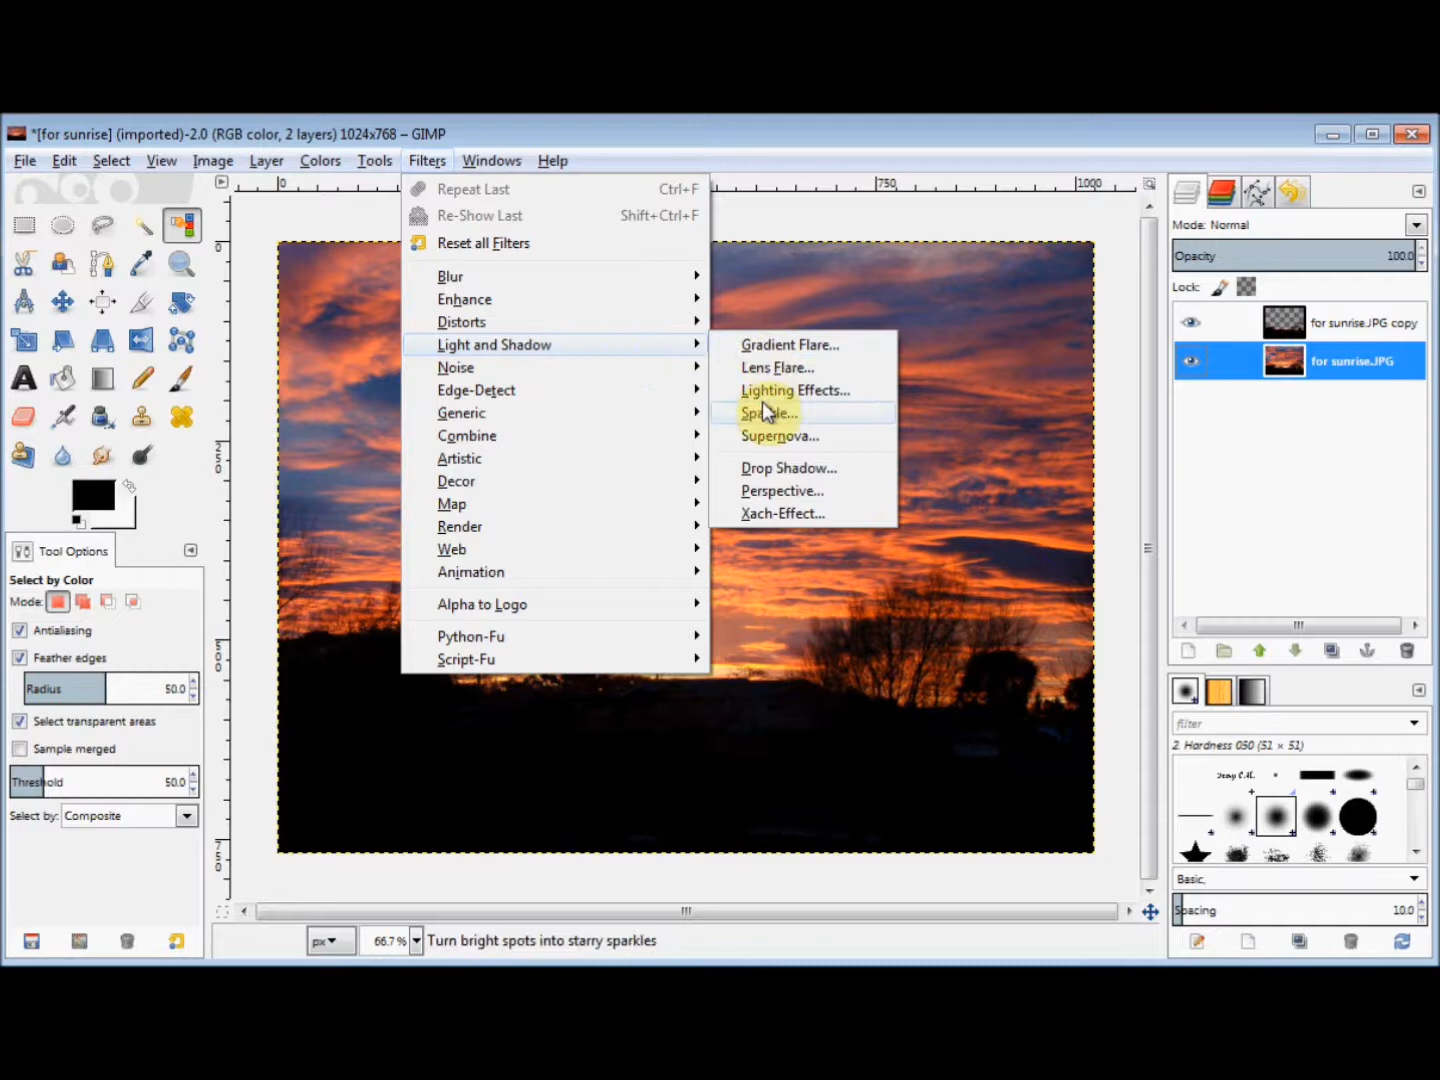 *[for sunrise] (imported)-2.0 (RGB color, 2 layers) 1024x768 – GIMP
File Edit Select View Image Layer Colors Tools Filters Windows Help
0 750 1000
Repeat Last Ctrl+F
Re-Show Last Shift+Ctrl+F
Reset all Filters
Blur
Enhance
Distorts
Light and Shadow
Noise
Edge-Detect
Generic
Combine
Artistic
Decor
Map
Render
Web
Animation
Alpha to Logo
Python-Fu
Script-Fu
Gradient Flare...
Lens Flare...
Lighting Effects...
Supernova...
Drop Shadow...
Perspective...
Xach-Effect...
0
250
500
750
Tool Options
Select by Color
Mode:
Antialiasing
Feather edges
Radius 50.0
Select transparent areas
Sample merged
Threshold 50.0
Select by: Composite
px 66.7 % Turn bright spots into starry sparkles
Mode: Normal
Opacity 100.0
Lock:
for sunrise.JPG copy
for sunrise.JPG
filter
2. Hardness 050 (51 × 51)
Basic,
Spacing 10.0